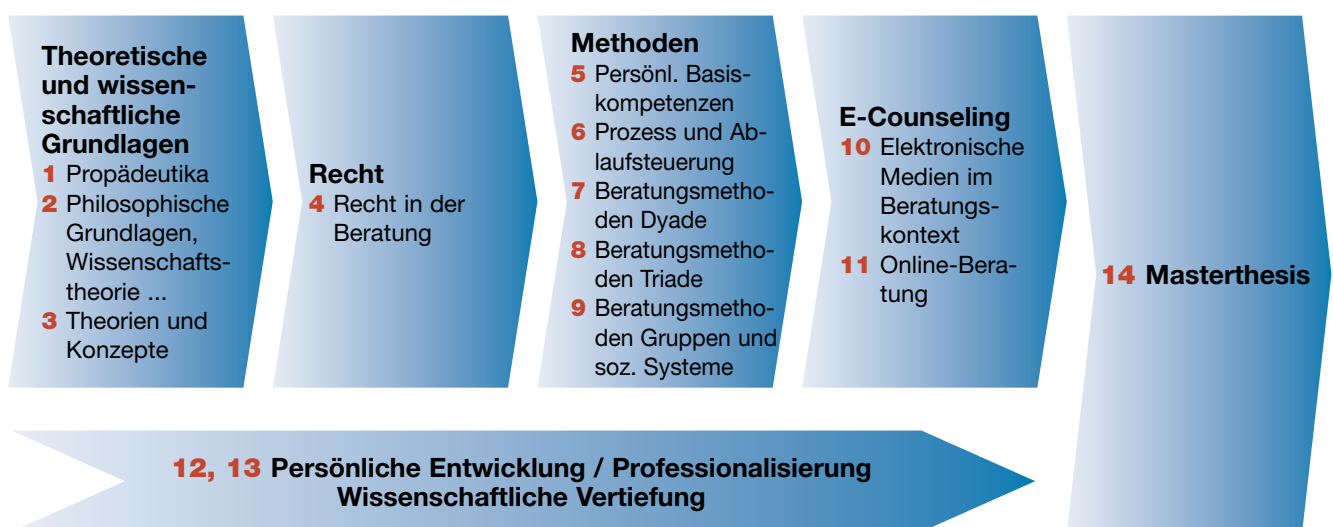 Theoretische
und wissen-
schaftliche
Grundlagen
1 Propädeutika
2 Philosophische
Grundlagen,
Wissenschafts-
theorie ...
3 Theorien und
Konzepte
Recht
4 Recht in der
Beratung
Methoden
5 Persönl. Basis-
kompetenzen
6 Prozess und Ab-
laufsteuerung
7 Beratungsmetho-
den Dyade
8 Beratungsmetho-
den Triade
9 Beratungsmetho-
den Gruppen und
soz. Systeme
E-Counseling
10 Elektronische
Medien im
Beratungs-
kontext
11 Online-Bera-
tung
14 Masterthesis
12, 13 Persönliche Entwicklung / Professionalisierung
Wissenschaftliche Vertiefung